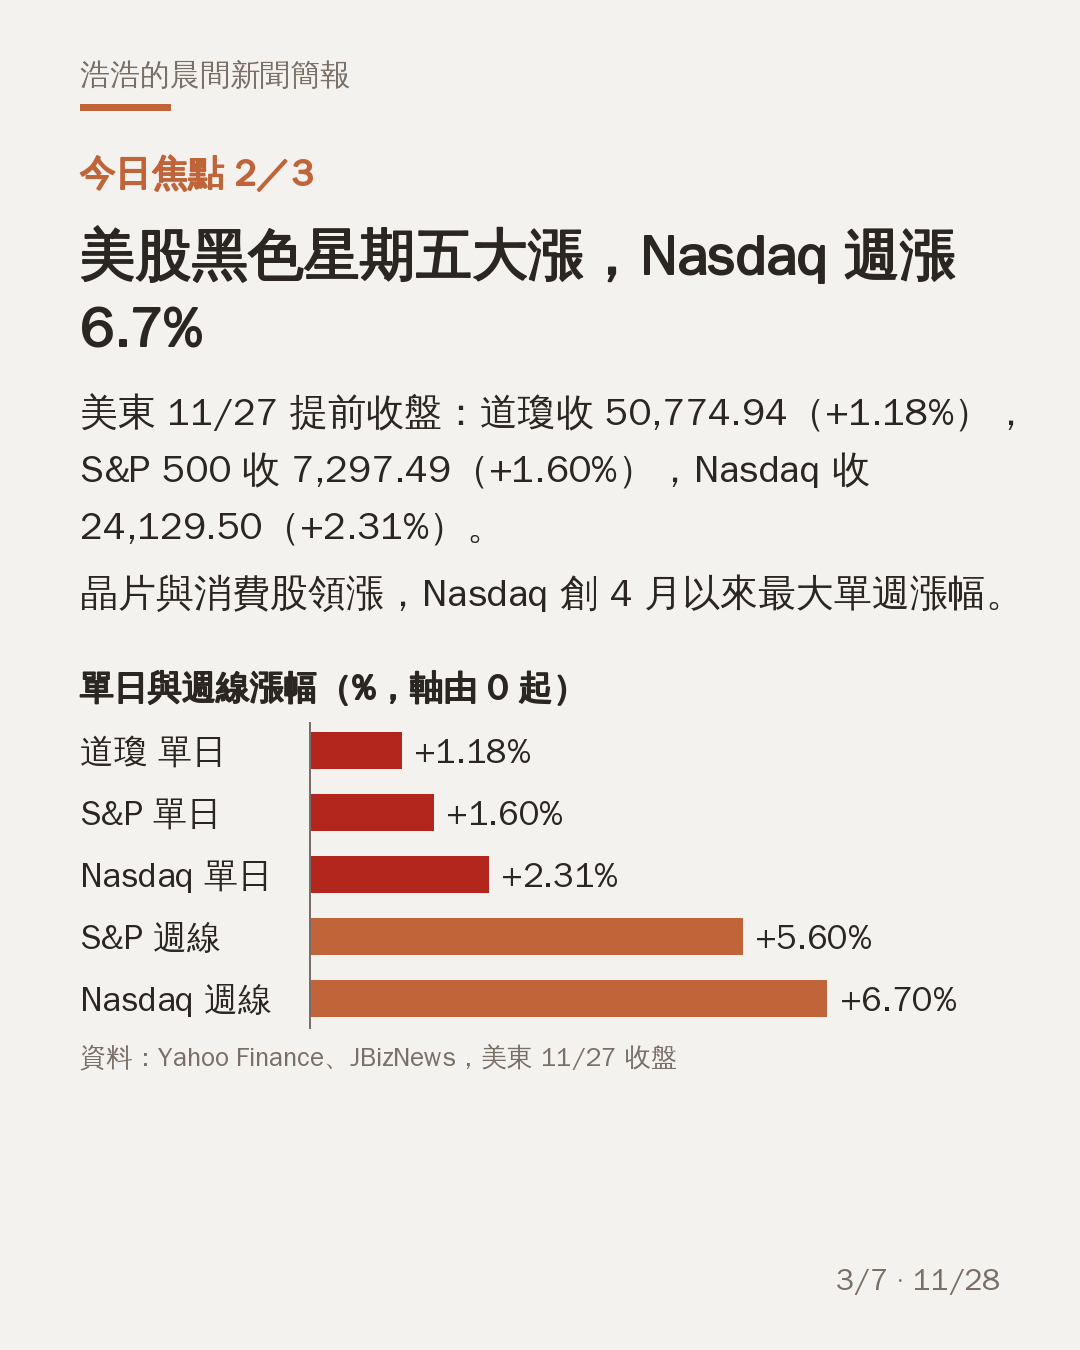 浩浩的晨間新聞簡報
今日焦點 2／3
美股黑色星期五大漲，Nasdaq 週漲
6.7%
美東 11/27 提前收盤：道瓊收 50,774.94（+1.18%），
S&P 500 收 7,297.49（+1.60%），Nasdaq 收
24,129.50（+2.31%）。
晶片與消費股領漲，Nasdaq 創 4 月以來最大單週漲幅。
單日與週線漲幅（%，軸由 0 起）
道瓊 單日 +1.18%
S&P 單日 +1.60%
Nasdaq 單日 +2.31%
S&P 週線 +5.60%
Nasdaq 週線 +6.70%
資料：Yahoo Finance、JBizNews，美東 11/27 收盤
3/7 · 11/28